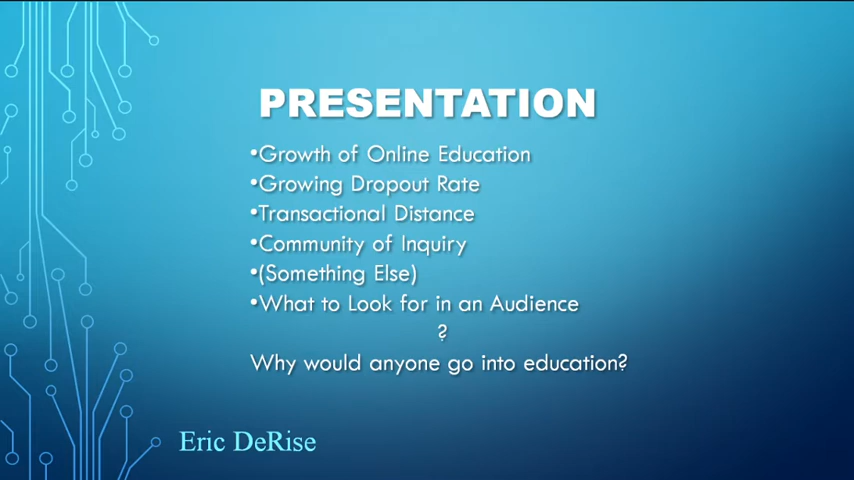 PRESENTATION
•Growth of Online Education
•Growing Dropout Rate
•Transactional Distance
•Community of Inquiry
•(Something Else)
•What to Look for in an Audience
?
Why would anyone go into education?
Eric DeRise